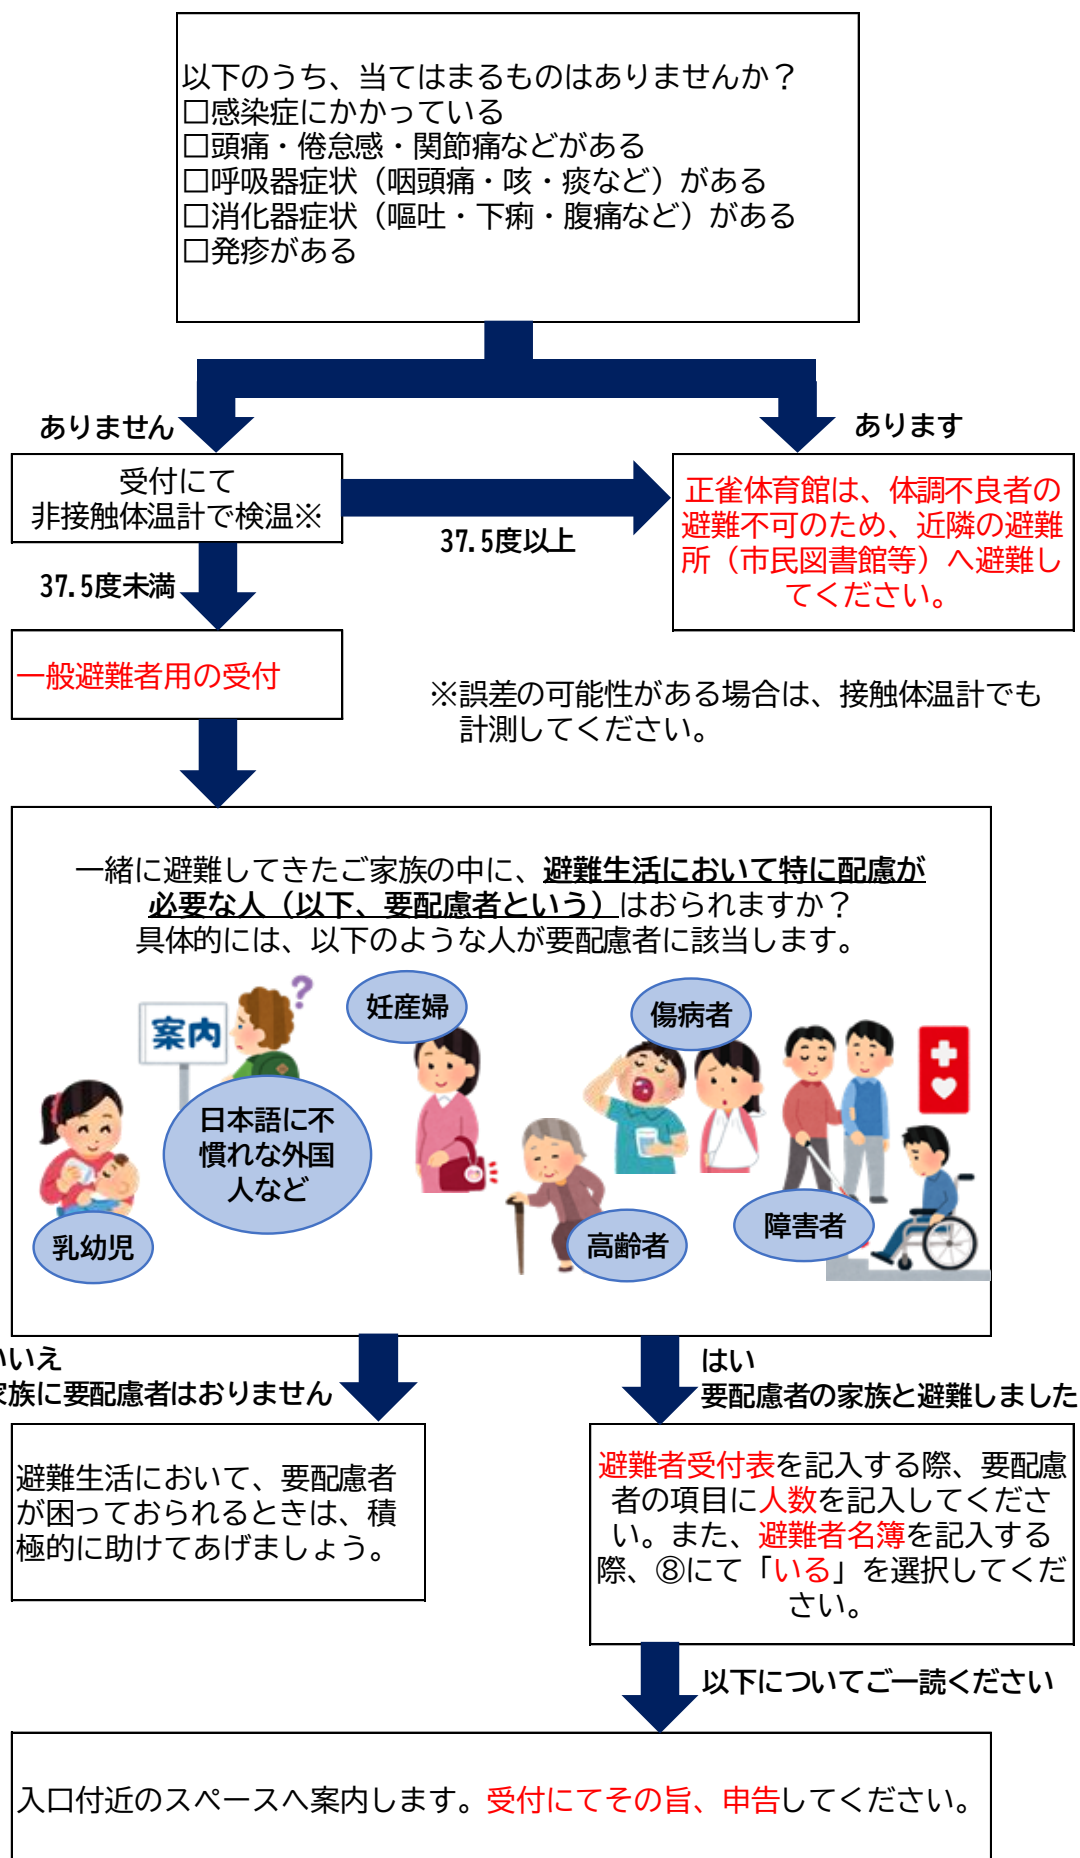 以下のうち、当てはまるものはありませんか？
□感染症にかかっている
□頭痛・倦怠感・関節痛などがある
□呼吸器症状（咽頭痛・咳・痰など）がある
□消化器症状（嘔吐・下痢・腹痛など）がある
□発疹がある
ありません
あります
受付にて
非接触体温計で検温※
37.5度以上
正雀体育館は、体調不良者の
避難不可のため、近隣の避難
所（市民図書館等）へ避難し
てください。
37.5度未満
一般避難者用の受付
※誤差の可能性がある場合は、接触体温計でも
計測してください。
一緒に避難してきたご家族の中に、避難生活において特に配慮が
必要な人（以下、要配慮者という）はおられますか？
具体的には、以下のような人が要配慮者に該当します。
案内
妊産婦
傷病者
日本語に不
慣れな外国
人など
乳幼児
高齢者
障害者
いいえ
家族に要配慮者はおりません
はい
要配慮者の家族と避難しました
避難生活において、要配慮者
が困っておられるときは、積
極的に助けてあげましょう。
避難者受付表を記入する際、要配慮
者の項目に人数を記入してくださ
い。また、避難者名簿を記入する
際、⑧にて「いる」を選択してくだ
さい。
以下についてご一読ください
入口付近のスペースへ案内します。受付にてその旨、申告してください。